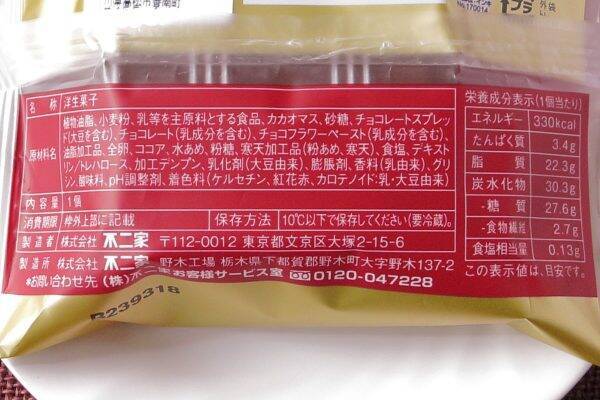 No.170014
プラ
外袋
名　称 洋生菓子
原材料名 植物油脂、小麦粉、乳等を主原料とする食品、カカオマス、砂糖、チョコレートスプレッ
ド(大豆を含む)、チョコレート(乳成分を含む)、チョコフラワーペースト(乳成分を含む)、
油脂加工品、全卵、ココア、水あめ、粉糖、寒天加工品(粉あめ、寒天)、食塩、デキスト
リン/トレハロース、加工デンプン、乳化剤(大豆由来)、膨脹剤、香料(乳由来)、グリ
シン、酸味料、pH調整剤、着色料(ケルセチン、紅花赤、カロテノイド:乳・大豆由来)
内容量 1個
消費期限 枠外上部に記載 保存方法 10℃以下で保存してください(要冷蔵)。
製造者 株式会社 不二家 〒112-0012 東京都文京区大塚2-15-6
製造所 株式会社 不二家 野木工場 栃木県下都賀郡野木町大字野木137-2
*お問い合わせ先 (株)不二家お客様サービス室 0120-047228
栄養成分表示(1個当たり)
エネルギー 330kcal
たんぱく質 3.4g
脂　質 22.3g
炭水化物 30.3g
-糖質 27.6g
-食物繊維 2.7g
食塩相当量 0.13g
この表示値は、目安です。
R239318